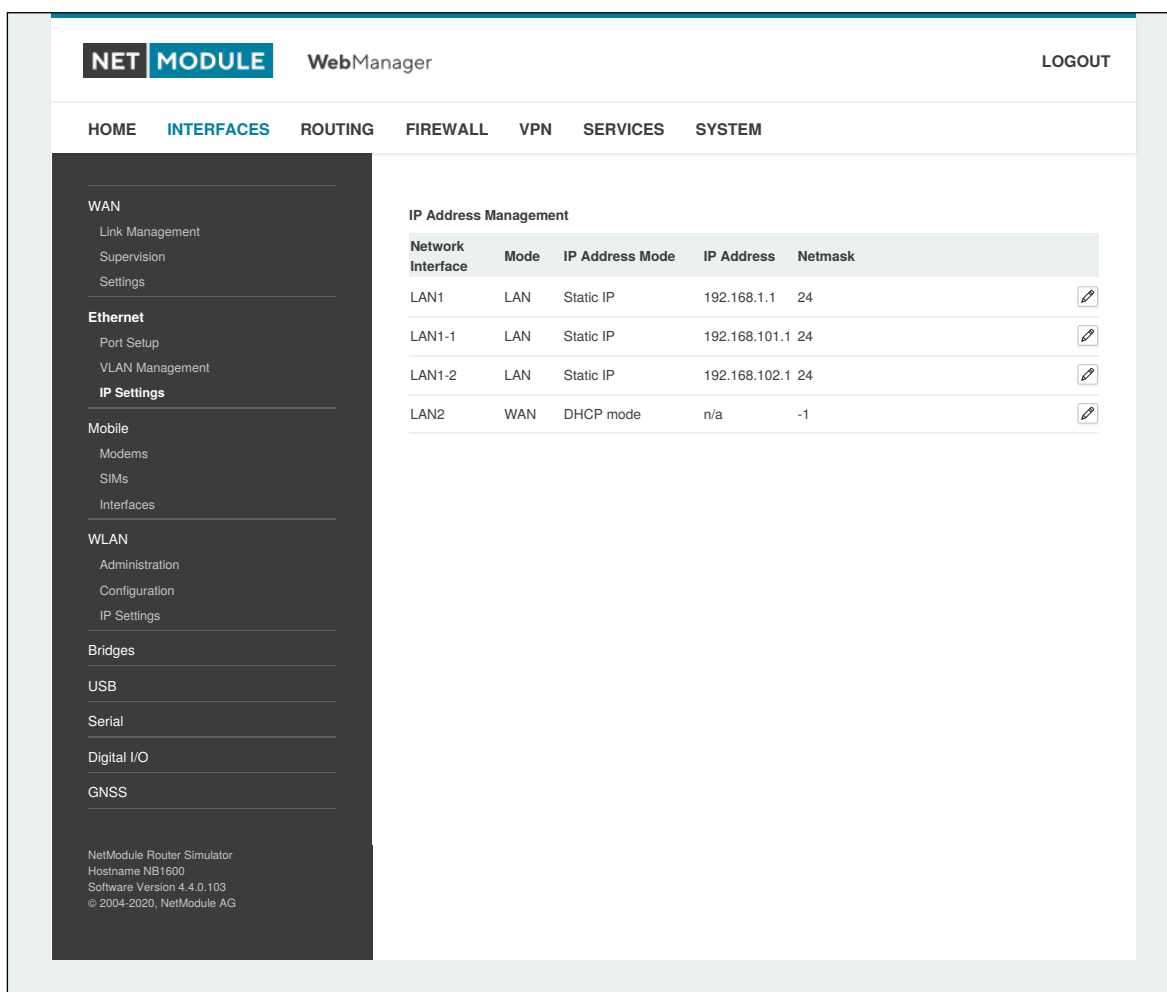 NET MODULE WebManager LOGOUT
HOME INTERFACES ROUTING FIREWALL VPN SERVICES SYSTEM
WAN
Link Management
Supervision
Settings
Ethernet
Port Setup
VLAN Management
IP Settings
Mobile
Modems
SIMs
Interfaces
WLAN
Administration
Configuration
IP Settings
Bridges
USB
Serial
Digital I/O
GNSS
NetModule Router Simulator
Hostname NB1600
Software Version 4.4.0.103
© 2004-2020, NetModule AG
IP Address Management
Network Interface Mode IP Address Mode IP Address Netmask
LAN1 LAN Static IP 192.168.1.1 24
LAN1-1 LAN Static IP 192.168.101.1 24
LAN1-2 LAN Static IP 192.168.102.1 24
LAN2 WAN DHCP mode n/a -1